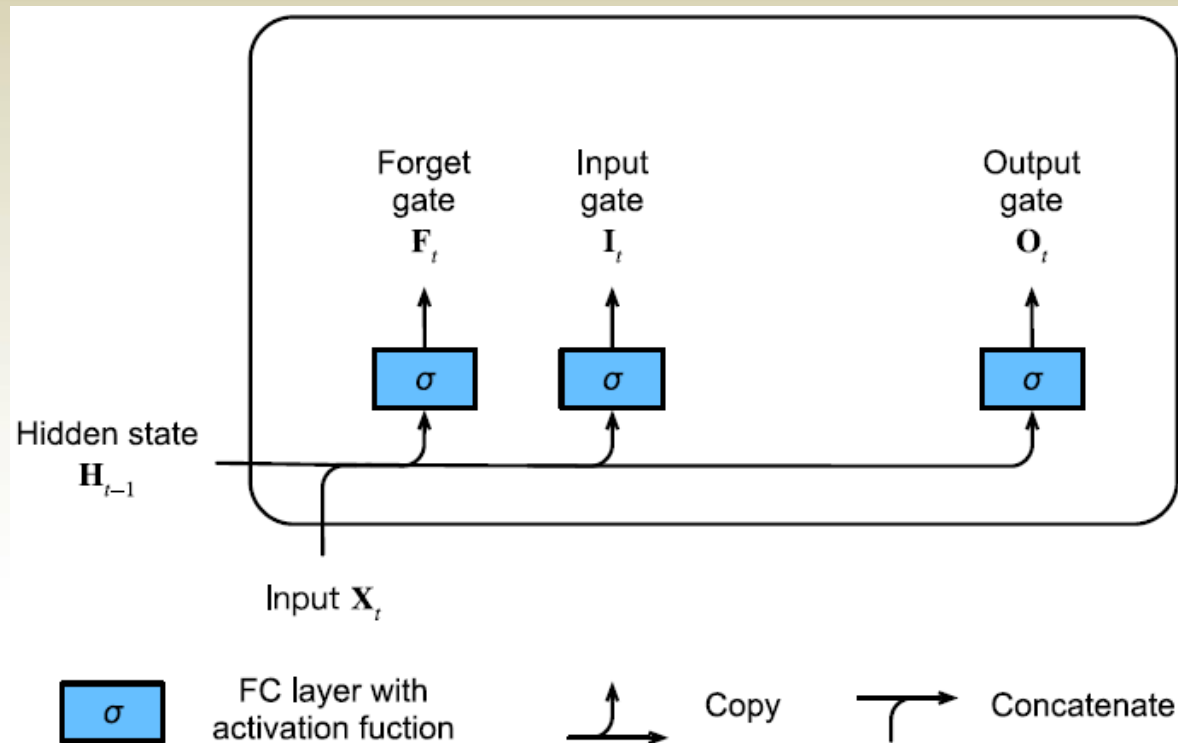 Forget
gate
F_t
Input
gate
I_t
Output
gate
O_t
σ
σ
σ
Hidden state
H_{t-1}
Input X_t
σ
FC layer with
activation fuction
Copy
Concatenate